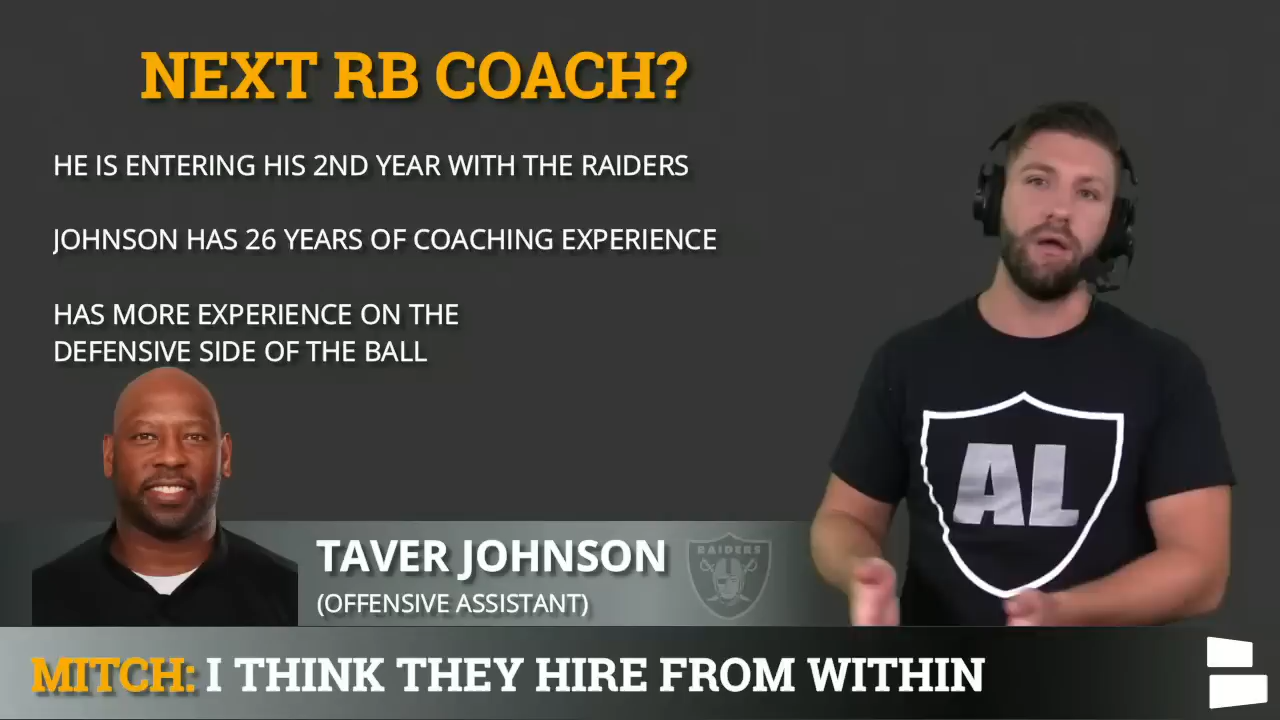 NEXT RB COACH?
HE IS ENTERING HIS 2ND YEAR WITH THE RAIDERS
JOHNSON HAS 26 YEARS OF COACHING EXPERIENCE
HAS MORE EXPERIENCE ON THE
DEFENSIVE SIDE OF THE BALL
AL
TAVER JOHNSON
RAIDERS
(OFFENSIVE ASSISTANT)
MITCH: I THINK THEY HIRE FROM WITHIN